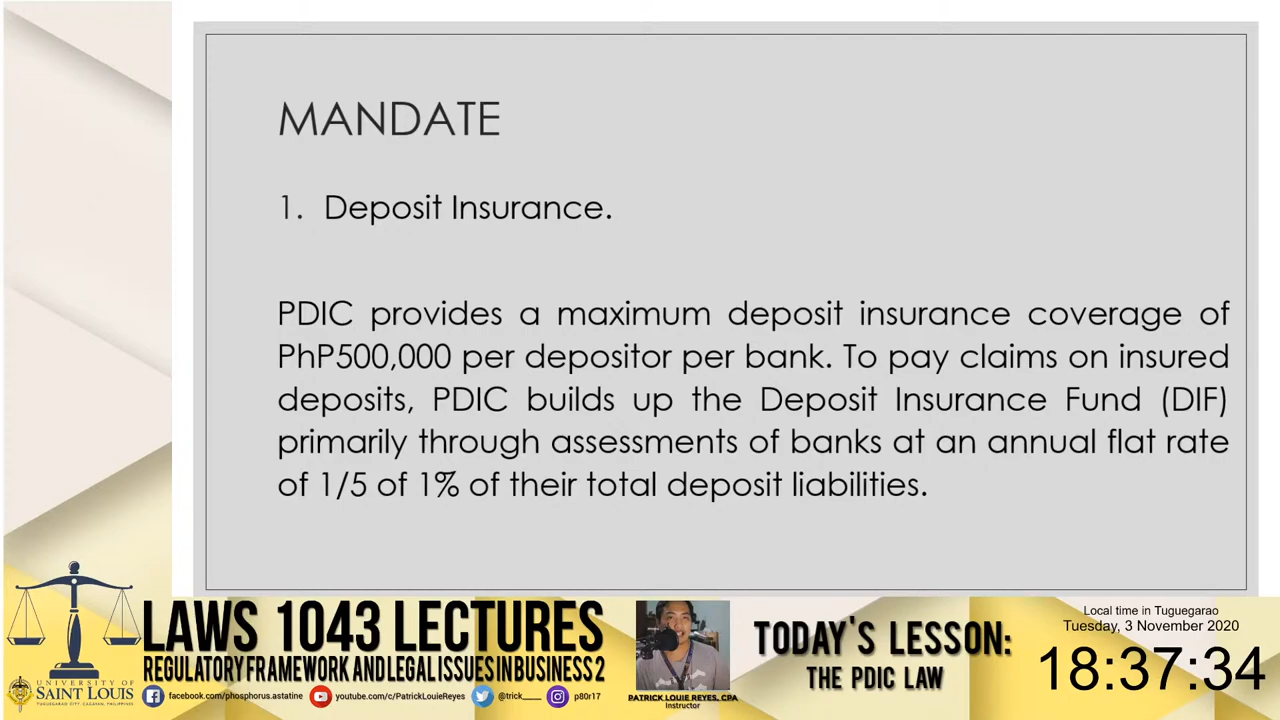 MANDATE
1. Deposit Insurance.
PDIC provides a maximum deposit insurance coverage of
PhP500,000 per depositor per bank. To pay claims on insured
deposits, PDIC builds up the Deposit Insurance Fund (DIF)
primarily through assessments of banks at an annual flat rate
of 1/5 of 1% of their total deposit liabilities.
LAWS 1043 LECTURES
REGULATORY FRAMEWORK AND LEGAL ISSUES IN BUSINESS 2
UNIVERSITY OF
SAINT LOUIS
TUGUEGARAO CITY, CAGAYAN, PHILIPPINES
facebook.com/phosphorus.astatine
youtube.com/c/PatrickLouieReyes
@trick____
p80r17
PATRICK LOUIE REYES, CPA
Instructor
TODAY'S LESSON:
THE PDIC LAW
Local time in Tuguegarao
Tuesday, 3 November 2020
18:37:34